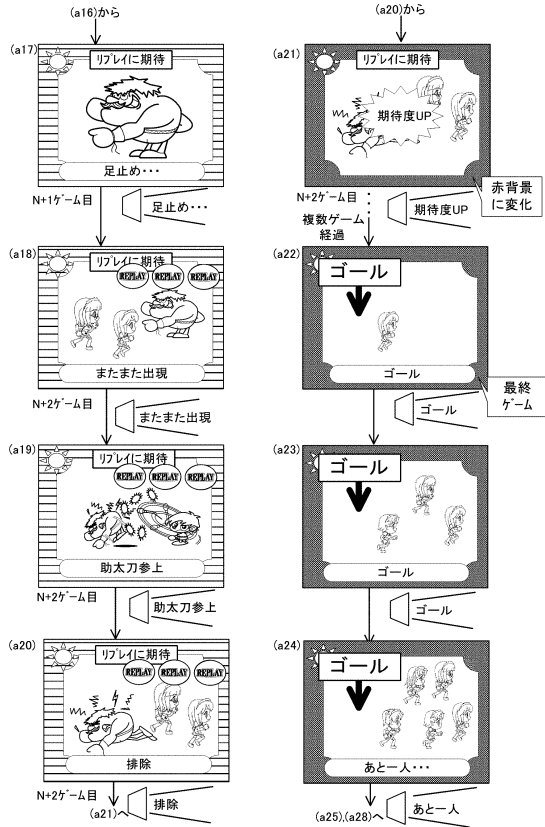 (a16)から
(a17)
リプレイに期待
足止め・・・
N+1ゲーム目
足止め・・・
(a18)
リプレイに期待
REPLAY REPLAY REPLAY
またまた出現
N+2ゲーム目
またまた出現
(a19)
リプレイに期待
REPLAY REPLAY REPLAY
助太刀参上
N+2ゲーム目
助太刀参上
(a20)
リプレイに期待
REPLAY REPLAY REPLAY
排除
N+2ゲーム目
排除
(a21)へ
(a20)から
(a21)
リプレイに期待
期待度UP
赤背景
に変化
N+2ゲーム目
複数ゲーム
経過
期待度UP
(a22)
ゴール
ゴール
最終
ゲーム
ゴール
(a23)
ゴール
ゴール
ゴール
(a24)
ゴール
あと一人・・・
あと一人
(a25),(a28)へ